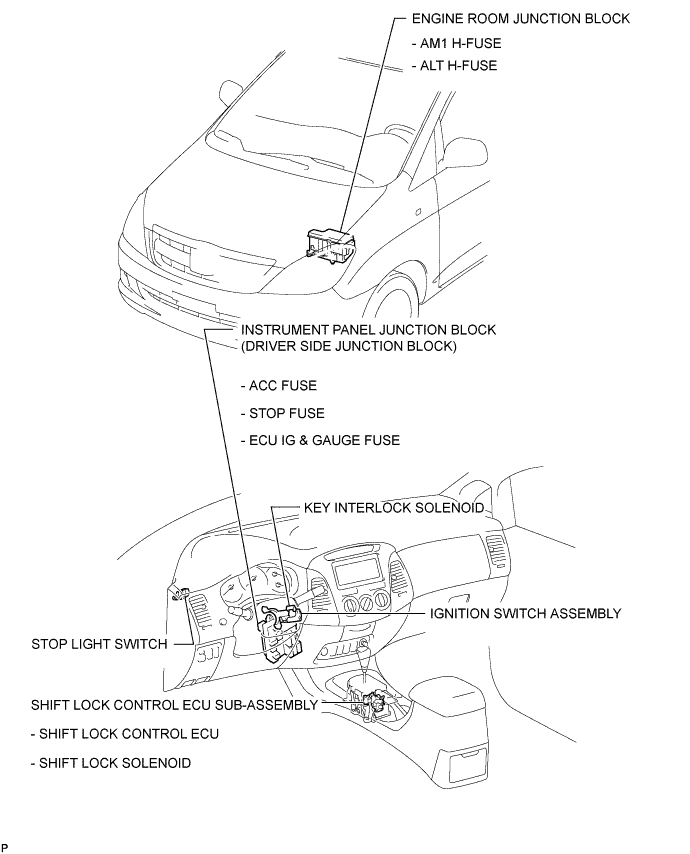 ENGINE ROOM JUNCTION BLOCK
- AM1 H-FUSE
- ALT H-FUSE
INSTRUMENT PANEL JUNCTION BLOCK
(DRIVER SIDE JUNCTION BLOCK)
- ACC FUSE
- STOP FUSE
- ECU IG & GAUGE FUSE
KEY INTERLOCK SOLENOID
IGNITION SWITCH ASSEMBLY
STOP LIGHT SWITCH
SHIFT LOCK CONTROL ECU SUB-ASSEMBLY
- SHIFT LOCK CONTROL ECU
- SHIFT LOCK SOLENOID
P